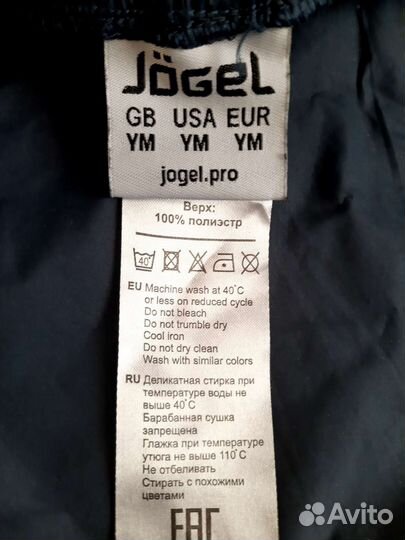 JÖGEL
GB USA EUR
YM YM YM
jogel.pro
Верх:
100% полиэстр
40°
EU Machine wash at 40°C
or less on reduced cycle
Do not bleach
Do not trumble dry
Cool iron
Do not dry clean
Wash with similar colors
RU Деликатная стирка при
температуре воды не
выше 40°С
Барабанная сушка
запрещена
Глажка при температуре
утюга не выше 110°С
Не отбеливать
Стирать с похожими
цветами
EAC
Avito